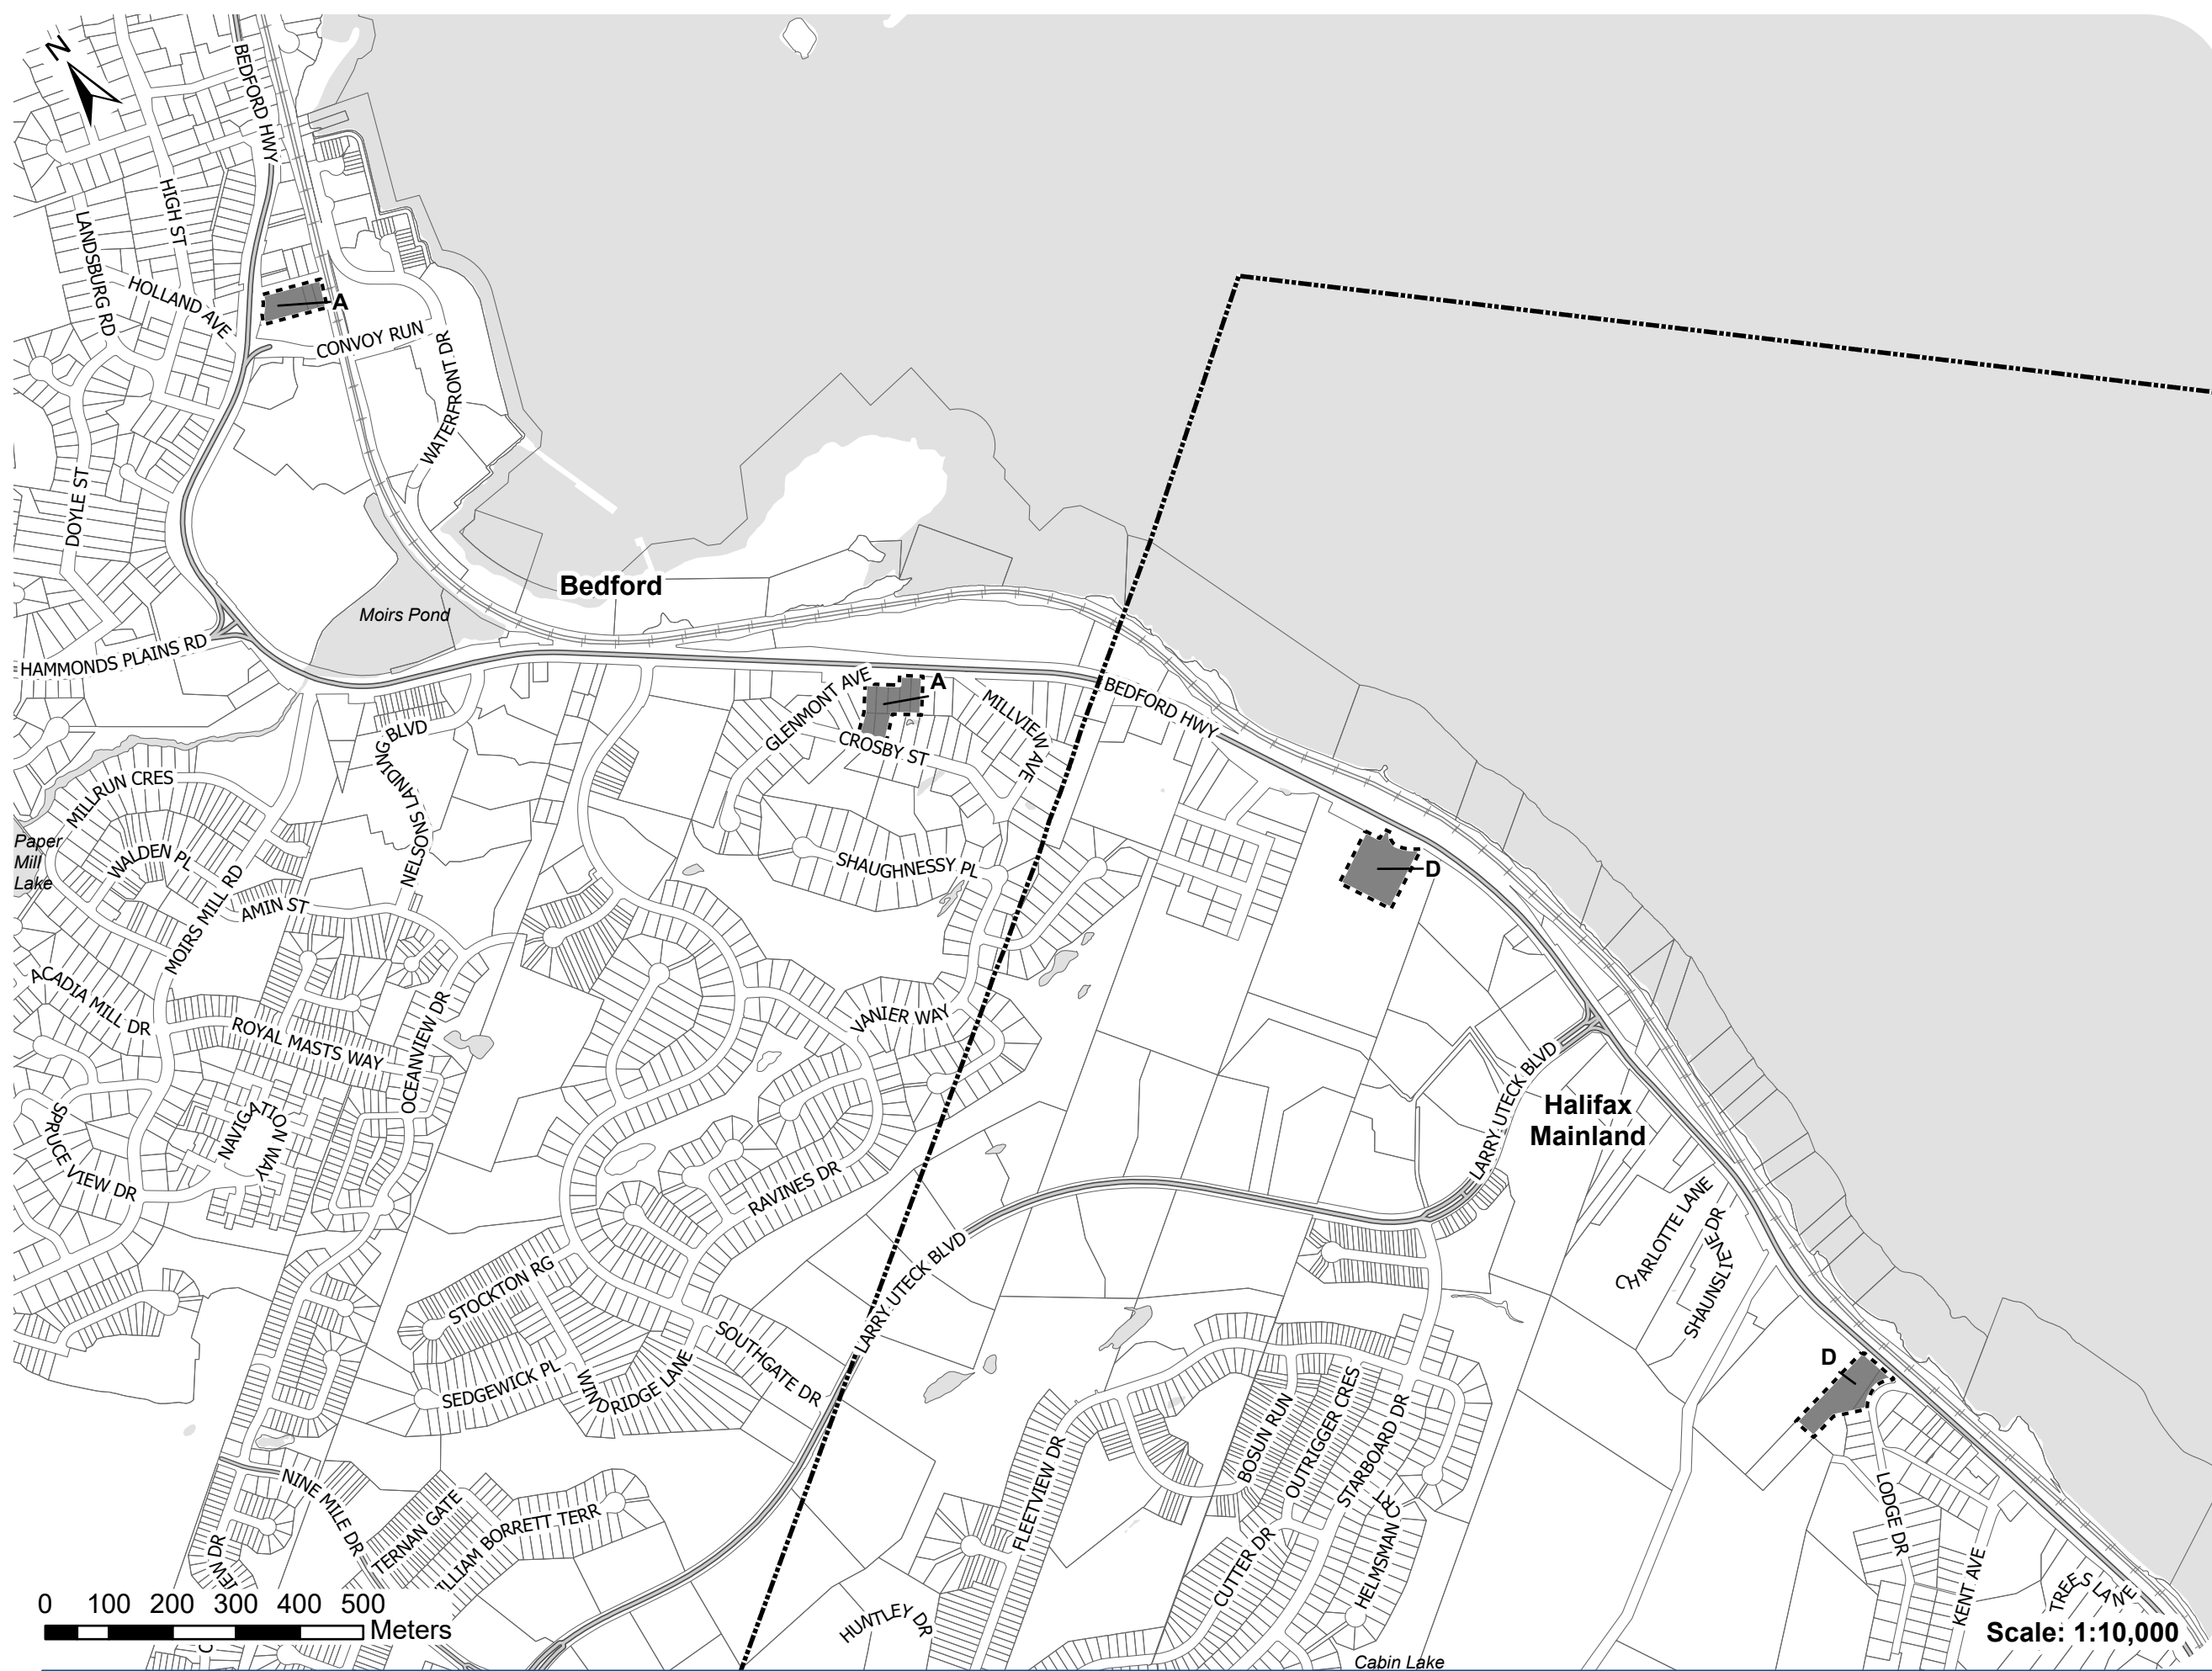 N
BEDFORD HWY
HIGH ST
LANDSBURG RD
HOLLAND AVE
A
CONVOY RUN
WATERFRONT DR
DOYLE ST
Bedford
Moirs Pond
HAMMONDS PLAINS RD
GLENMONT AVE
A
MILLVIEW AVE
BEDFORD HWY
CROSBY ST
NELSONS LANDING BLVD
MILLRUN CRES
Paper
Mill
Lake
WALDEN PL
SHAUGHNESSY PL
D
MOIRS MILL RD
AMIN ST
ACADIA MILL DR
ROYAL MASTS WAY
OCEANVIEW DR
VANIER WAY
LARRY UTECK BLVD
Halifax
Mainland
SPRUCE VIEW DR
NAVIGATION WAY
RAVINES DR
CHARLOTTE LANE
SHAUNSLIEVE DR
STOCKTON RG
LARRY UTECK BLVD
SOUTHGATE DR
D
SEDGEWICK PL
WINDRIDGE LANE
BOSUN RUN
OUTRIGGER CRES
STARBOARD DR
FLEETVIEW DR
NINE MILE DR
LODGE DR
TERNAN GATE
ILLIAM BORRETT TERR
CUTTER DR
HELMSMAN CRT
KENT AVE
TREES LANE
IEW DR
HUNTLEY DR
0 100 200 300 400 500
Meters
Scale: 1:10,000
Cabin Lake